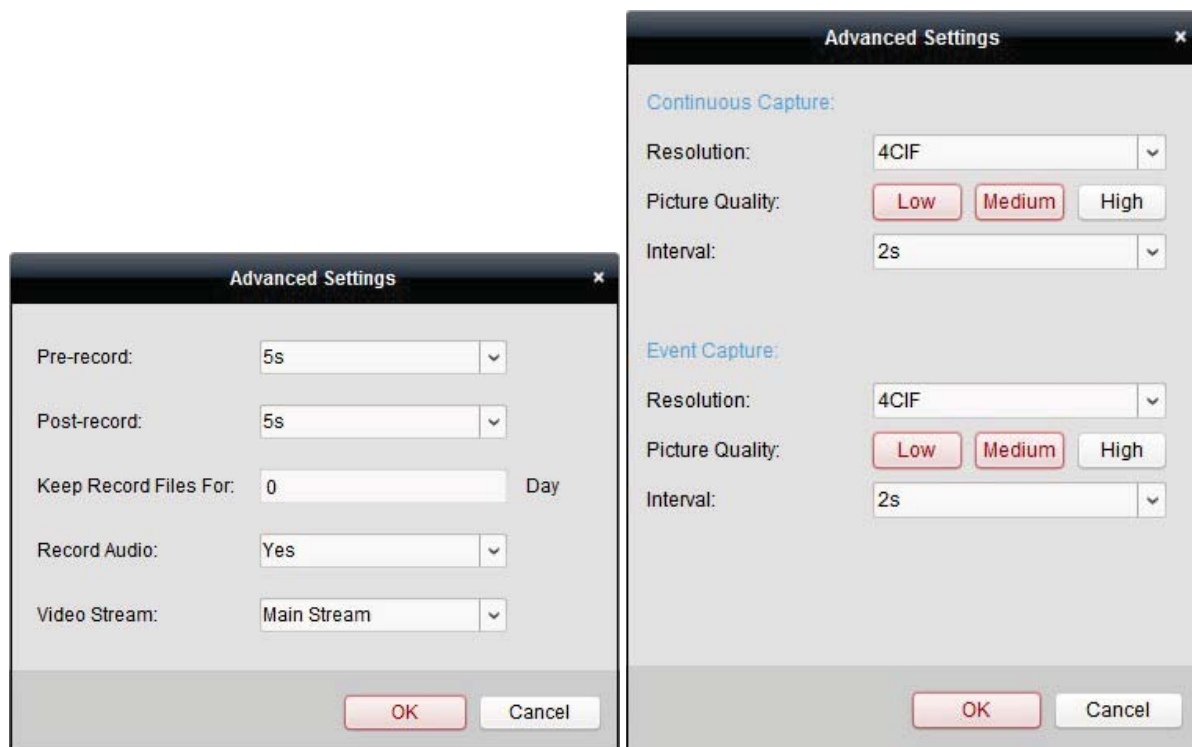 Advanced Settings ×
Pre-record: 5s
Post-record: 5s
Keep Record Files For: 0 Day
Record Audio: Yes
Video Stream: Main Stream
OK Cancel
Advanced Settings ×
Continuous Capture:
Resolution: 4CIF
Picture Quality: Low Medium High
Interval: 2s
Event Capture:
Resolution: 4CIF
Picture Quality: Low Medium High
Interval: 2s
OK Cancel